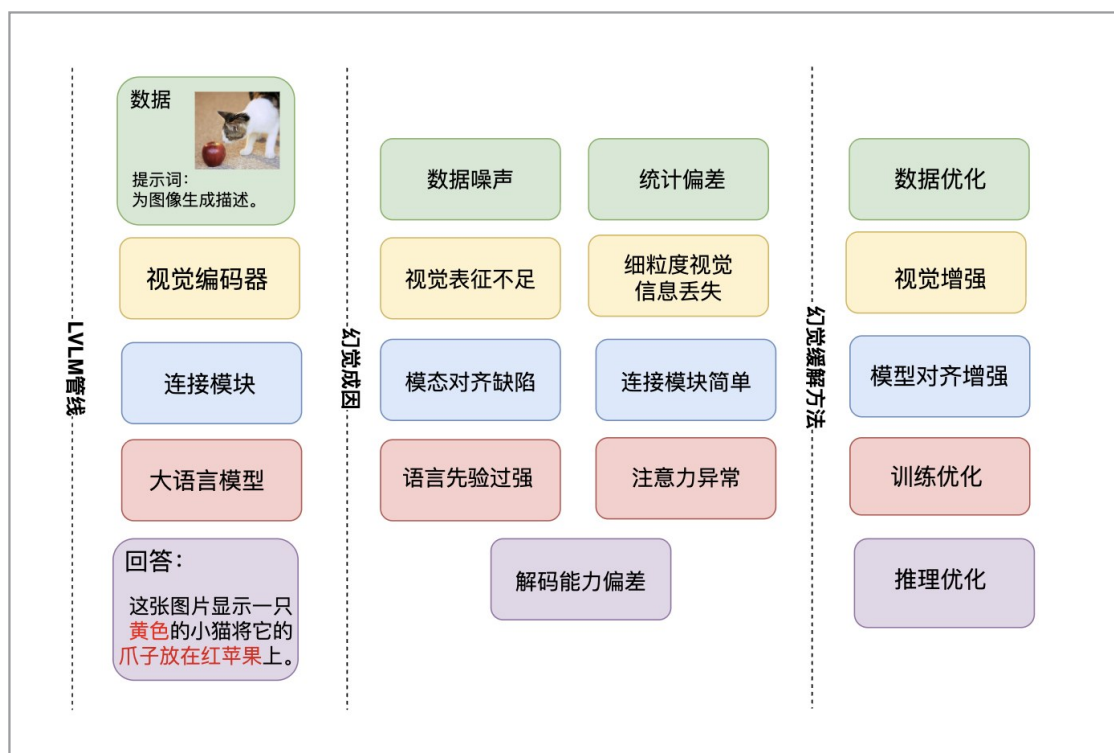 LVLM管线
数据
提示词：
为图像生成描述。
视觉编码器
连接模块
大语言模型
回答：
这张图片显示一只
黄色的小猫将它的
爪子放在红苹果上。
幻觉成因
数据噪声
统计偏差
视觉表征不足
细粒度视觉
信息丢失
模态对齐缺陷
连接模块简单
语言先验过强
注意力异常
解码能力偏差
幻觉缓解方法
数据优化
视觉增强
模型对齐增强
训练优化
推理优化